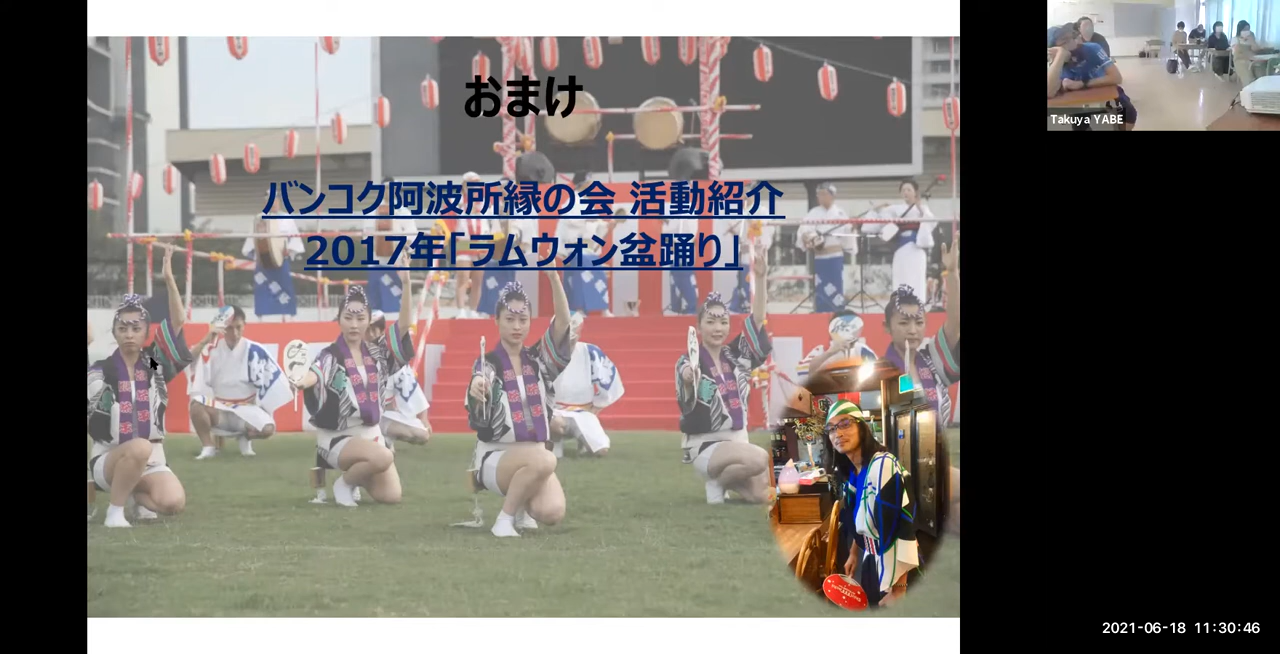 おまけ
バンコク阿波所縁の会 活動紹介
2017年「ラムウォン盆踊り」
Takuya YABE
2021-06-18 11:30:46